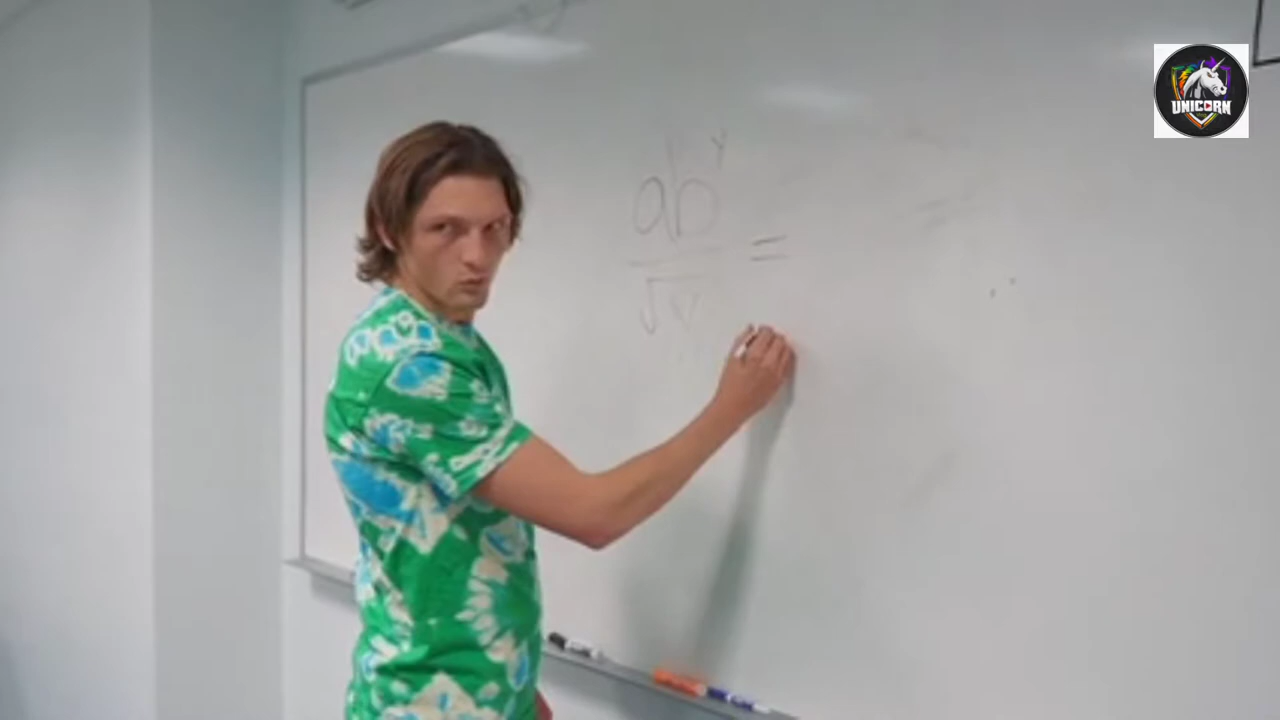 UNICORN
ab^y
— =
√v